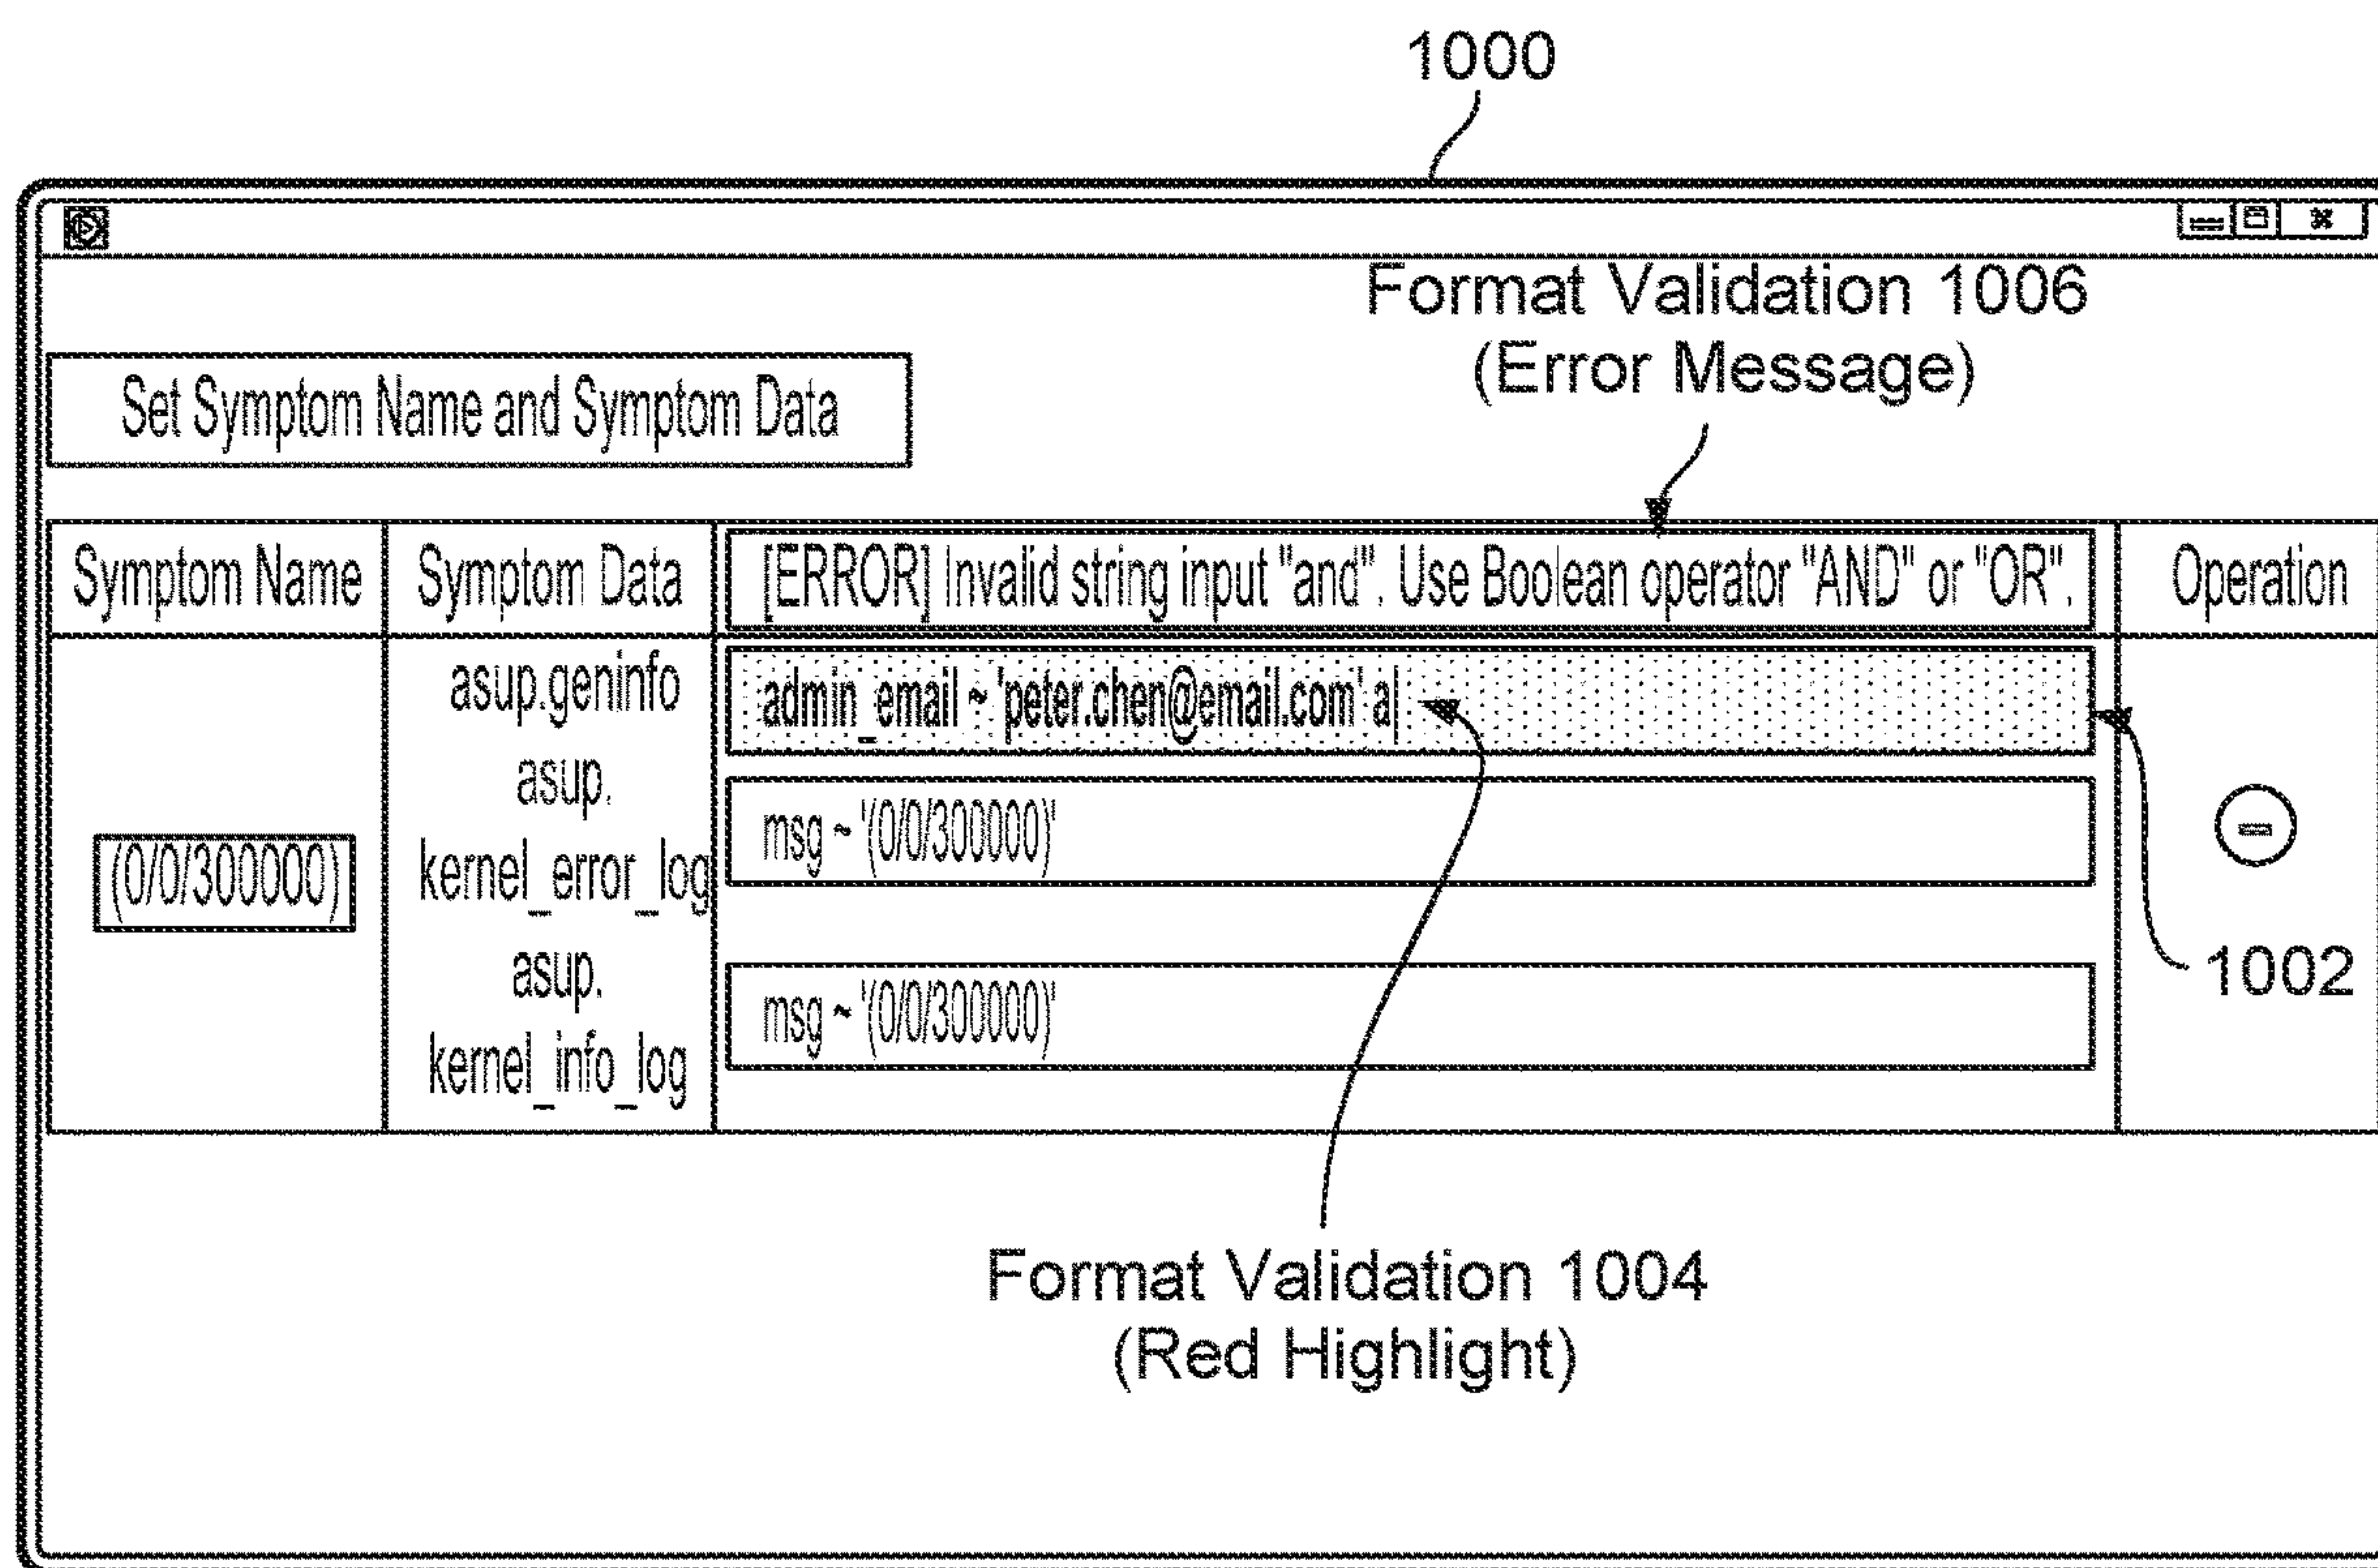 1000
Format Validation 1006
(Error Message)
Set Symptom Name and Symptom Data
Symptom Name
Symptom Data
[ERROR] Invalid string input "and". Use Boolean operator "AND" or "OR".
Operation
(0/0/300000)
asup.geninfo
admin_email ~ 'peter.chen@email.com' a
asup.
kernel_error_log
msg ~ '(0/0/300000)'
asup.
kernel_info_log
msg ~ '(0/0/300000)'
1002
Format Validation 1004
(Red Highlight)